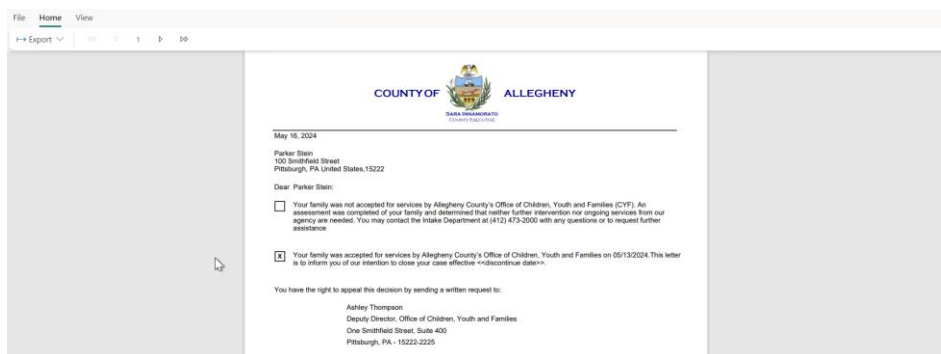 File Home View
Export 1
COUNTY OF ALLEGHENY
SARA INNAMORATO
COUNTY EXECUTIVE
May 16, 2024
Parker Stein
100 Smithfield Street
Pittsburgh, PA United States,15222
Dear Parker Stein:
Your family was not accepted for services by Allegheny County's Office of Children, Youth and Families (CYF). An
assessment was completed of your family and determined that neither further intervention nor ongoing services from our
agency are needed. You may contact the Intake Department at (412) 473-2000 with any questions or to request further
assistance
X Your family was accepted for services by Allegheny County's Office of Children, Youth and Families on 05/13/2024.This letter
is to inform you of our intention to close your case effective <<discontinue date>>.
You have the right to appeal this decision by sending a written request to:
Ashley Thompson
Deputy Director, Office of Children, Youth and Families
One Smithfield Street, Suite 400
Pittsburgh, PA - 15222-2225